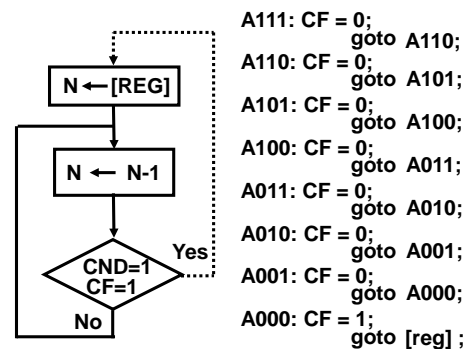 N ← [REG]
N ← N-1
CND=1
CF=1
Yes
No
A111: CF = 0;
goto A110;
A110: CF = 0;
goto A101;
A101: CF = 0;
goto A100;
A100: CF = 0;
goto A011;
A011: CF = 0;
goto A010;
A010: CF = 0;
goto A001;
A001: CF = 0;
goto A000;
A000: CF = 1;
goto [reg] ;